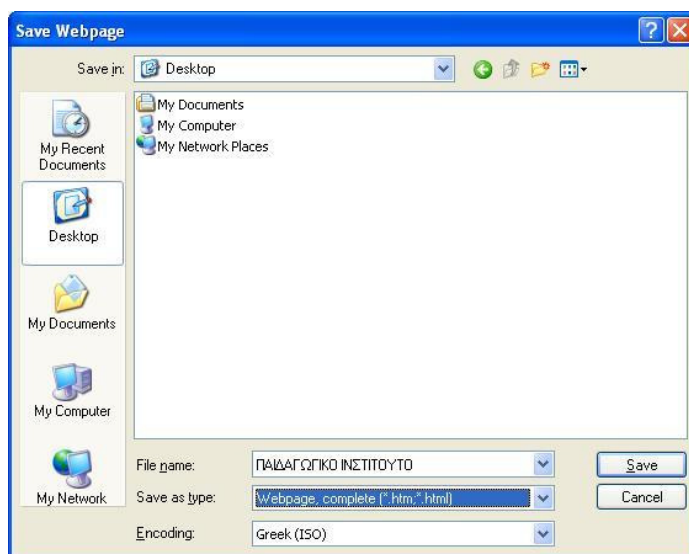 Save Webpage
Save in:
Desktop
My Documents
My Computer
My Network Places
My Recent
Documents
Desktop
My Documents
My Computer
My Network
File name:
ΠΑΙΔΑΓΩΓΙΚΟ ΙΝΣΤΙΤΟΥΤΟ
Save
Save as type:
Webpage, complete (*.htm;*.html)
Cancel
Encoding:
Greek (ISO)